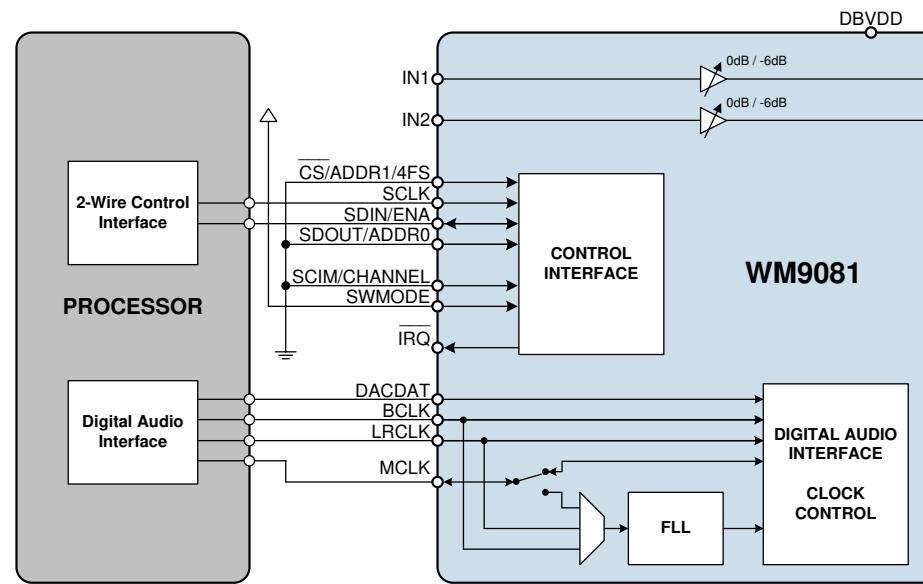 DBVDD
IN1
0dB / -6dB
IN2
0dB / -6dB
CS/ADDR1/4FS
SCLK
SDIN/ENA
SDOUT/ADDR0
SCIM/CHANNEL
SWMODE
IRQ
2-Wire Control
Interface
PROCESSOR
CONTROL
INTERFACE
WM9081
Digital Audio
Interface
DACDAT
BCLK
LRCLK
MCLK
FLL
DIGITAL AUDIO
INTERFACE
CLOCK
CONTROL